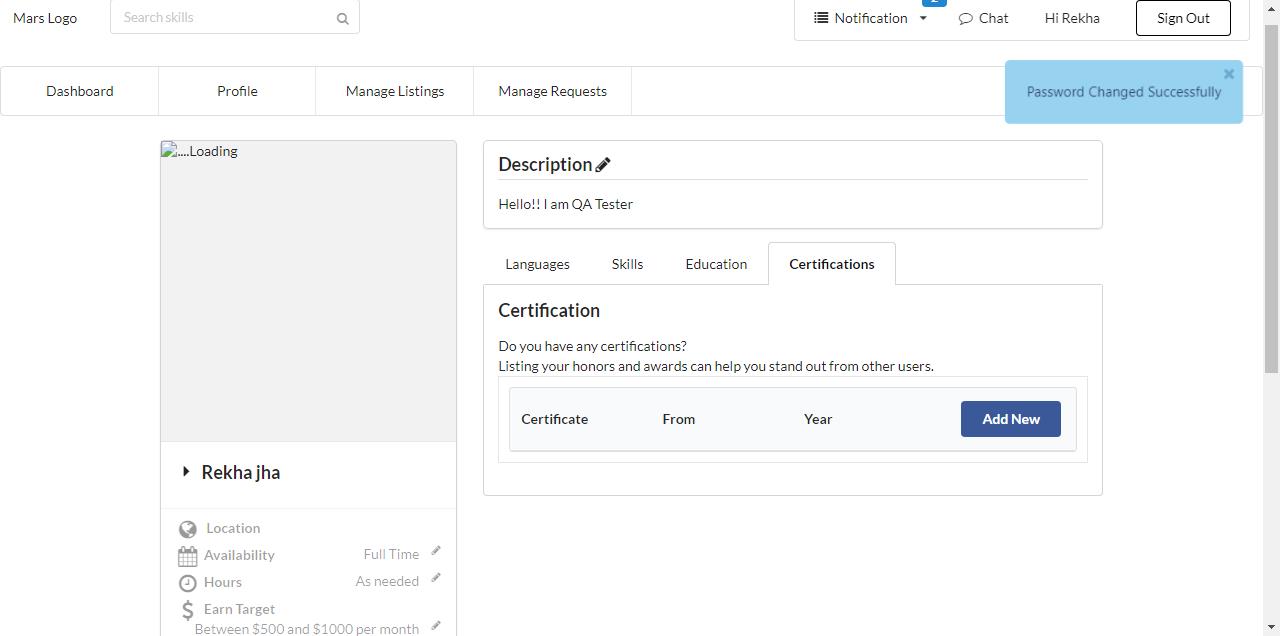 Mars Logo
Search skills
2
Notification
Chat
Hi Rekha
Sign Out
Dashboard
Profile
Manage Listings
Manage Requests
Password Changed Successfully
....Loading
Description
Hello!! I am QA Tester
Languages
Skills
Education
Certifications
Certification
Do you have any certifications?
Listing your honors and awards can help you stand out from other users.
Certificate From Year Add New
Rekha jha
Location
Availability Full Time
Hours As needed
Earn Target
Between $500 and $1000 per month